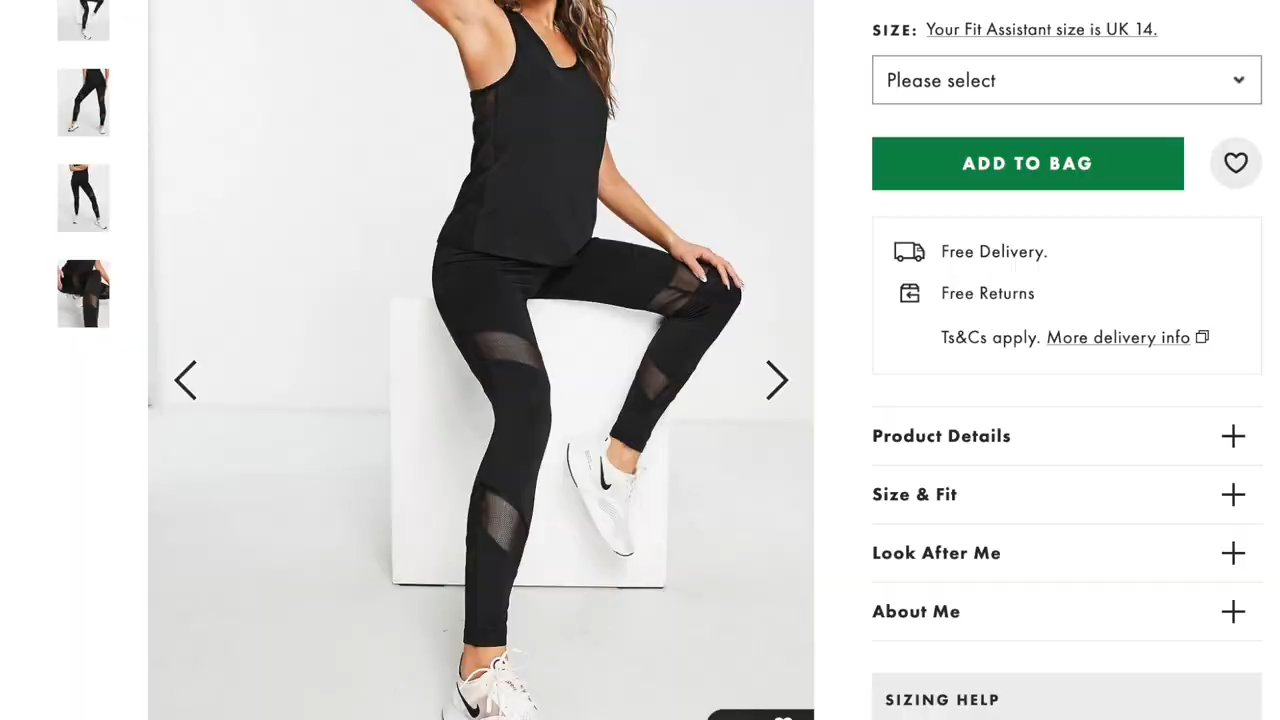 SIZE: Your Fit Assistant size is UK 14.
Please select
ADD TO BAG
Free Delivery.
Free Returns
Ts&Cs apply. More delivery info
Product Details
Size & Fit
Look After Me
About Me
SIZING HELP